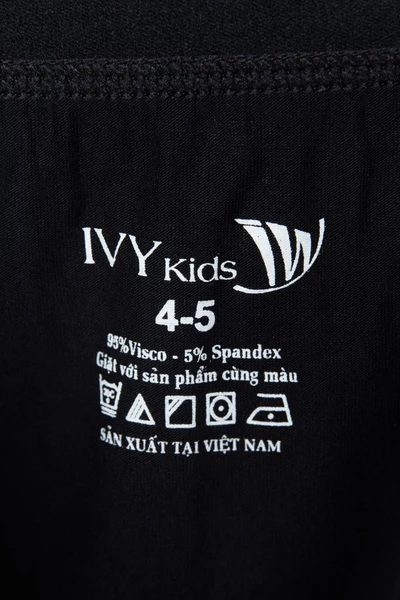 IVY Kids IW
4-5
95%Visco - 5% Spandex
Giặt với sản phẩm cùng màu
SẢN XUẤT TẠI VIỆT NAM